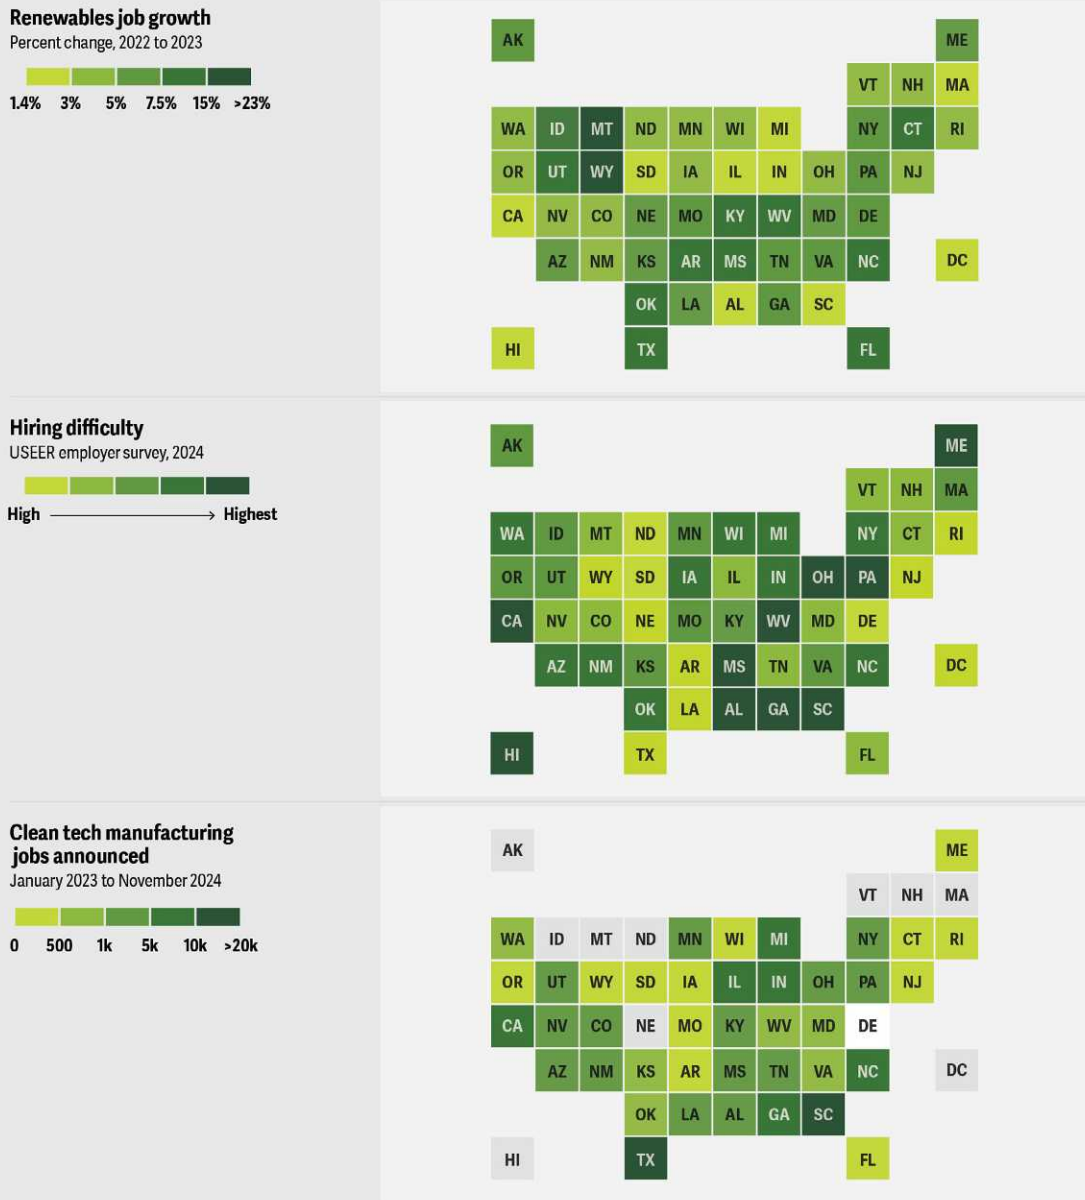 Renewables job growth
Percent change, 2022 to 2023
1.4% 3% 5% 7.5% 15% >23%
AK ME
VT NH MA
WA ID MT ND MN WI MI NY CT RI
OR UT WY SD IA IL IN OH PA NJ
CA NV CO NE MO KY WV MD DE
AZ NM KS AR MS TN VA NC DC
OK LA AL GA SC
HI TX FL
Hiring difficulty
USEER employer survey, 2024
High Highest
AK ME
VT NH MA
WA ID MT ND MN WI MI NY CT RI
OR UT WY SD IA IL IN OH PA NJ
CA NV CO NE MO KY WV MD DE
AZ NM KS AR MS TN VA NC DC
OK LA AL GA SC
HI TX FL
Clean tech manufacturing
jobs announced
January 2023 to November 2024
0 500 1k 5k 10k >20k
AK ME
VT NH MA
WA ID MT ND MN WI MI NY CT RI
OR UT WY SD IA IL IN OH PA NJ
CA NV CO NE MO KY WV MD DE
AZ NM KS AR MS TN VA NC DC
OK LA AL GA SC
HI TX FL